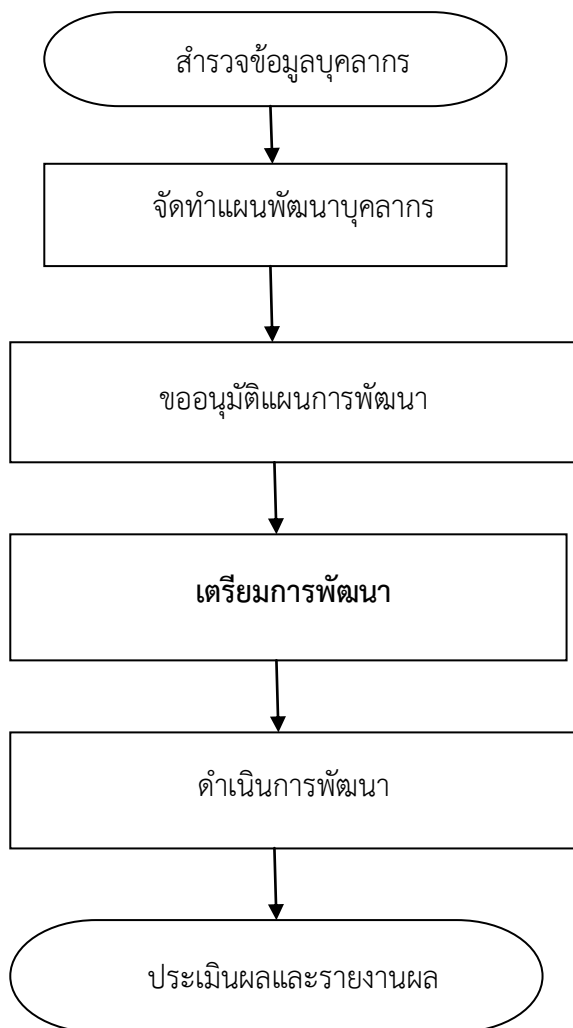 สำรวจข้อมูลบุคลากร
จัดทำแผนพัฒนาบุคลากร
ขออนุมัติแผนการพัฒนา
เตรียมการพัฒนา
ดำเนินการพัฒนา
ประเมินผลและรายงานผล